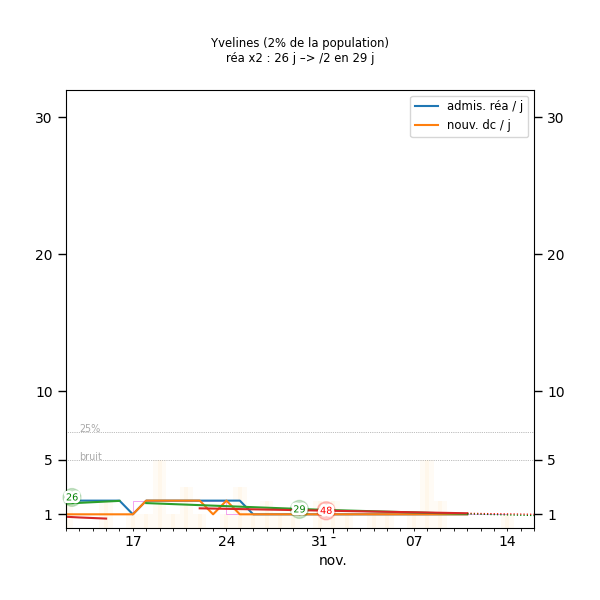 Yvelines (2% de la population)
réa x2 : 26 j –> /2 en 29 j
admis. réa / j
nouv. dc / j
30 30
20 20
10 10
25%
5 bruit 5
26 -29 -48
1 1
17 24 31 07 14
nov.